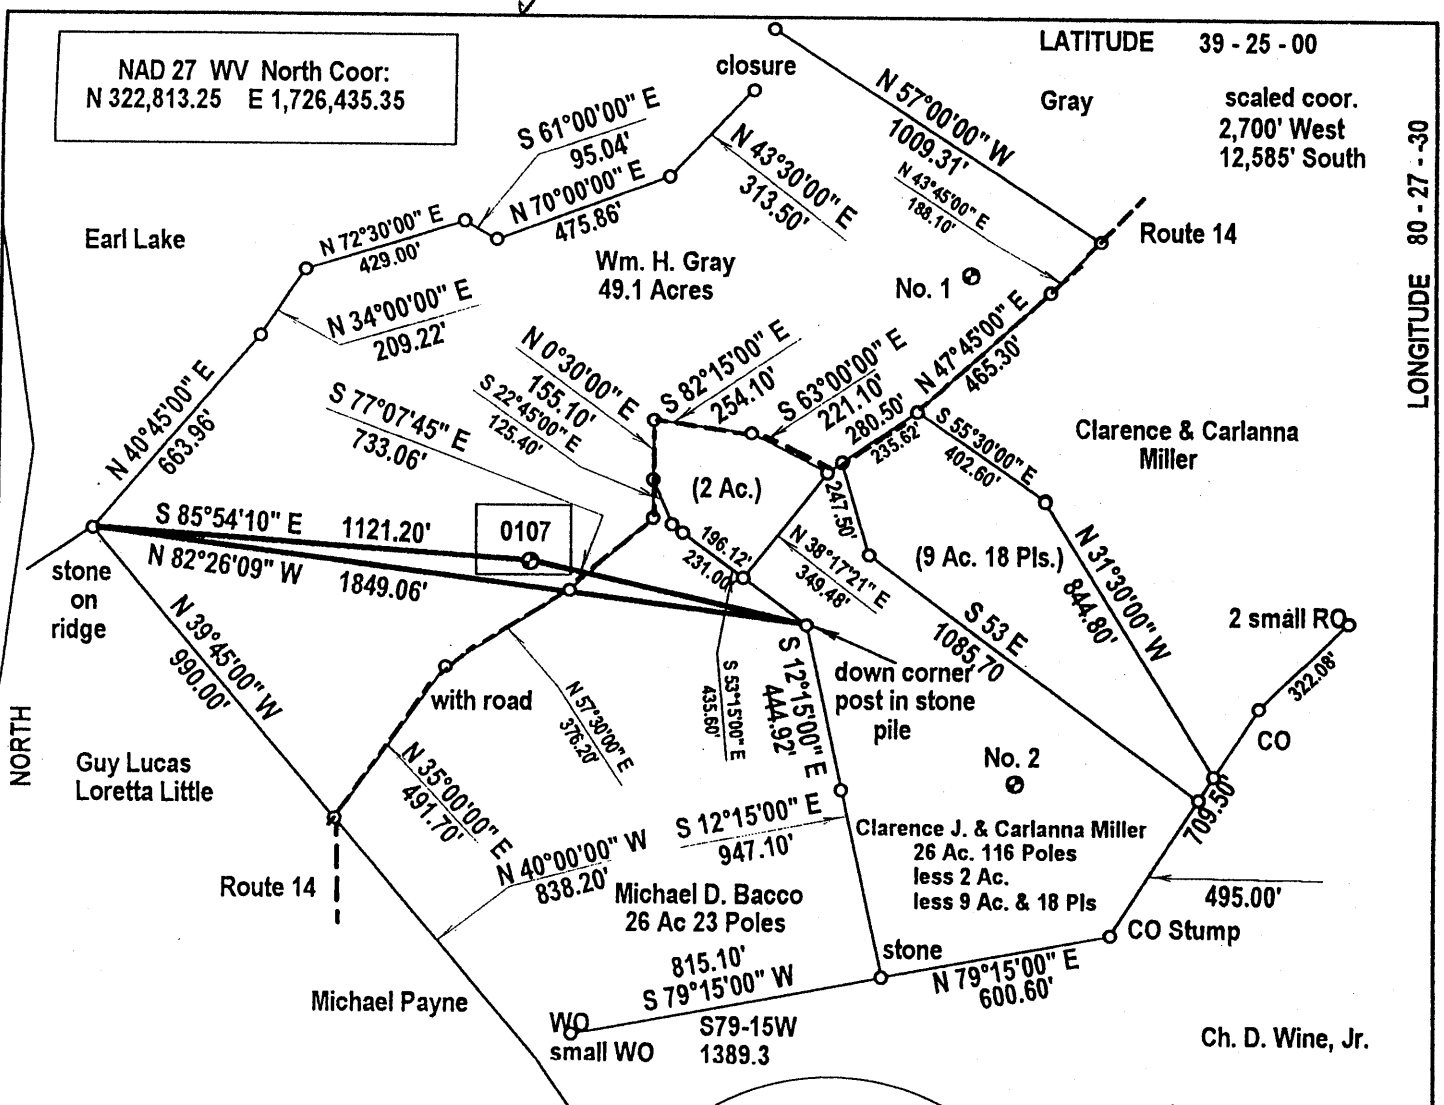 NAD 27 WV North Coor:
N 322,813.25 E 1,726,435.35
closure
LATITUDE 39 - 25 - 00
Gray
scaled coor.
2,700' West
12,585' South
LONGITUDE 80 - 27 - -30
N 57°00'00" W
1009.31'
S 61°00'00" E
95.04'
N 70°00'00" E
475.86'
N 43°30'00" E
313.50'
N 43°45'00" E
188.10'
Route 14
Earl Lake
N 72°30'00" E
429.00'
Wm. H. Gray
49.1 Acres
No. 1
N 34°00'00" E
209.22'
N 40°45'00" E
663.96'
N 0°30'00" E
155.10'
S 22°45'00" E
125.40'
S 77°07'45" E
733.06'
S 82°15'00" E
254.10'
S 63°00'00" E
221.10'
280.50'
235.62'
N 47°45'00" E
465.30'
S 55°30'00" E
402.60'
Clarence & Carlanna
Miller
(2 Ac.)
247.50'
S 85°54'10" E 1121.20'
0107
N 82°26'09" W 1849.06'
196.12'
231.00'
N 38°17'21" E
349.48'
(9 Ac. 18 Pls.)
N 31°30'00" W
844.80'
S 53 E
1085.70
stone
on
ridge
N 39°45'00" W
990.00'
2 small RO
322.08'
CO
down corner
post in stone
pile
S 12°15'00" E
444.92'
S 53°15'00" E
435.60'
with road
N 57°30'00" E
376.20'
NORTH
Guy Lucas
Loretta Little
N 35°00'00" E
491.70'
No. 2
709.50'
S 12°15'00" E
947.10'
Clarence J. & Carlanna Miller
26 Ac. 116 Poles
less 2 Ac.
less 9 Ac. & 18 Pls
N 40°00'00" W
838.20'
Route 14
Michael D. Bacco
26 Ac 23 Poles
495.00'
CO Stump
stone
815.10'
S 79°15'00" W
N 79°15'00" E
600.60'
Michael Payne
WO
small WO
S79-15W
1389.3
Ch. D. Wine, Jr.